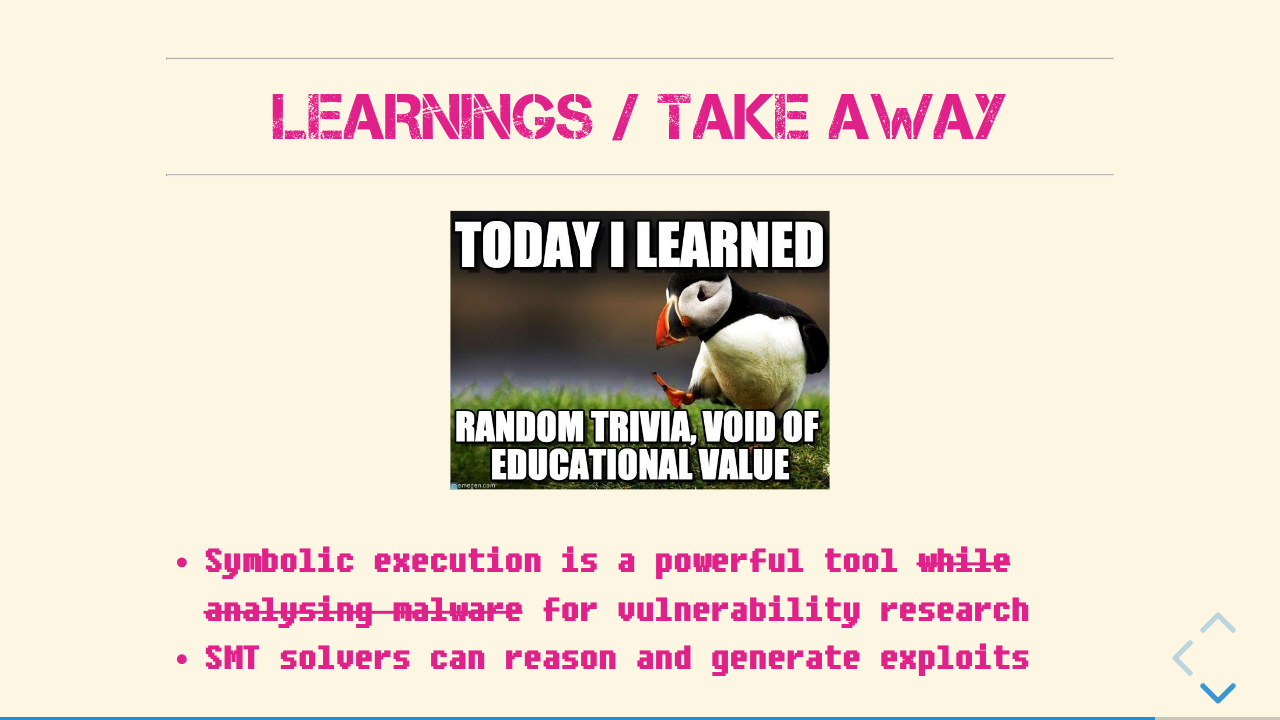 LEARNINGS / TAKE AWAY
TODAY I LEARNED
RANDOM TRIVIA, VOID OF
EDUCATIONAL VALUE
memegen.com
• Symbolic execution is a powerful tool while
analysing malware for vulnerability research
• SMT solvers can reason and generate exploits